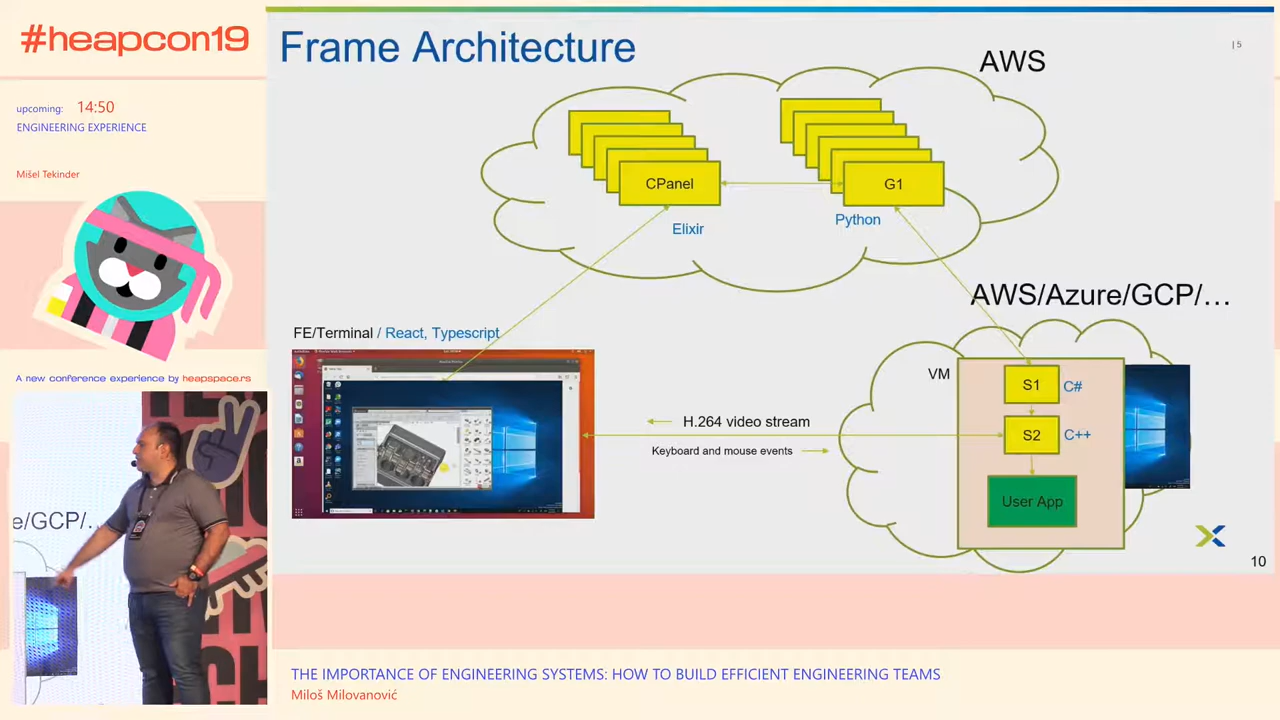 #heapcon19
upcoming: 14:50
ENGINEERING EXPERIENCE
Mišel Tekinder
A new conference experience by heapspace.rs
e/GCP/...
Frame Architecture
| 5
AWS
CPanel
G1
Elixir
Python
AWS/Azure/GCP/…
FE/Terminal / React, Typescript
VM
S1
C#
H.264 video stream
S2
C++
Keyboard and mouse events
User App
10
THE IMPORTANCE OF ENGINEERING SYSTEMS: HOW TO BUILD EFFICIENT ENGINEERING TEAMS
Miloš Milovanović